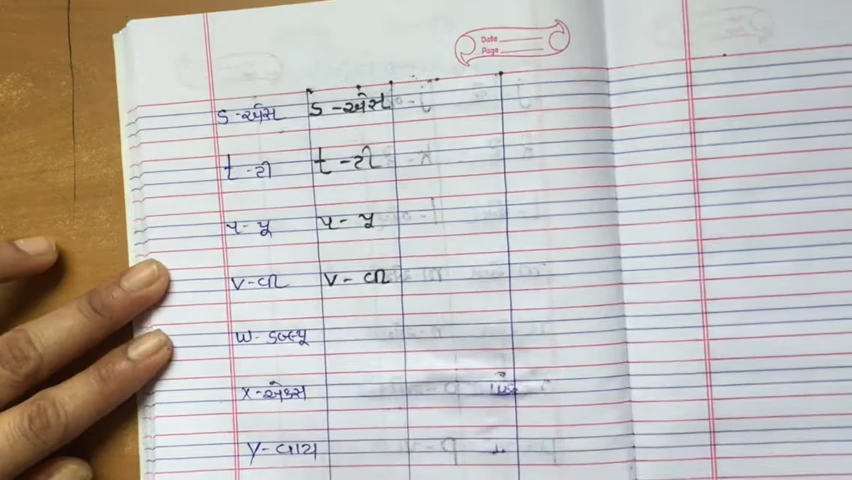 Date
Page
s-એસ s-એસ
t-ટી t-ટી
u-યૂ u-યૂ
v-વી v-વી
w-ડબ્લ્યૂ
x-એક્સ
y-વાય